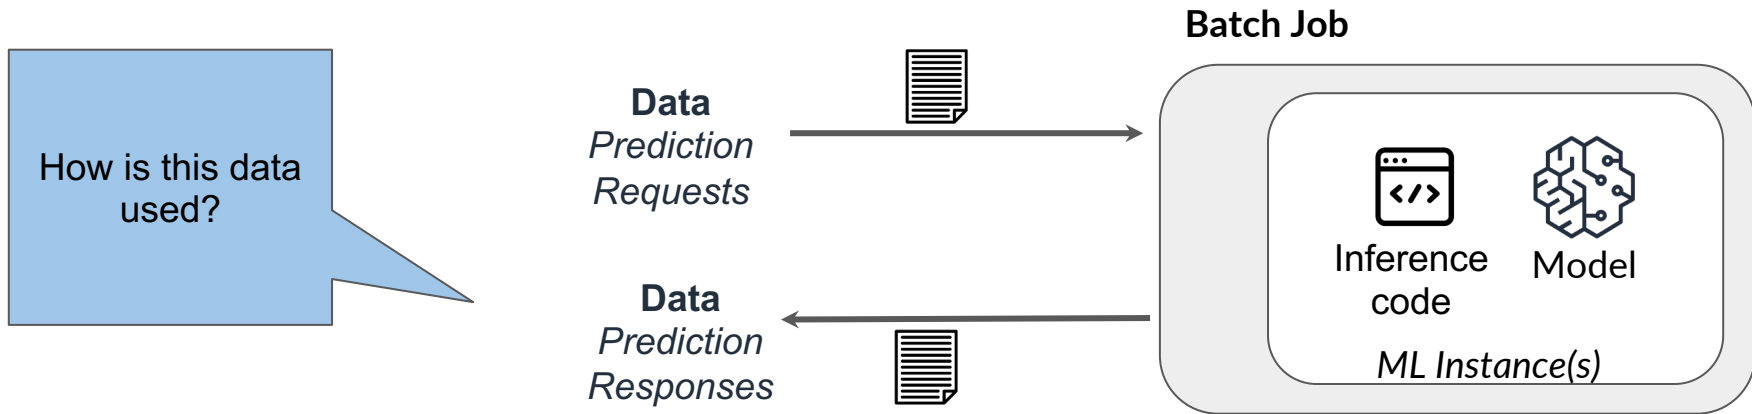 Batch Job
How is this data
used?
Data
Prediction
Requests
Data
Prediction
Responses
</>
Inference
code
Model
ML Instance(s)